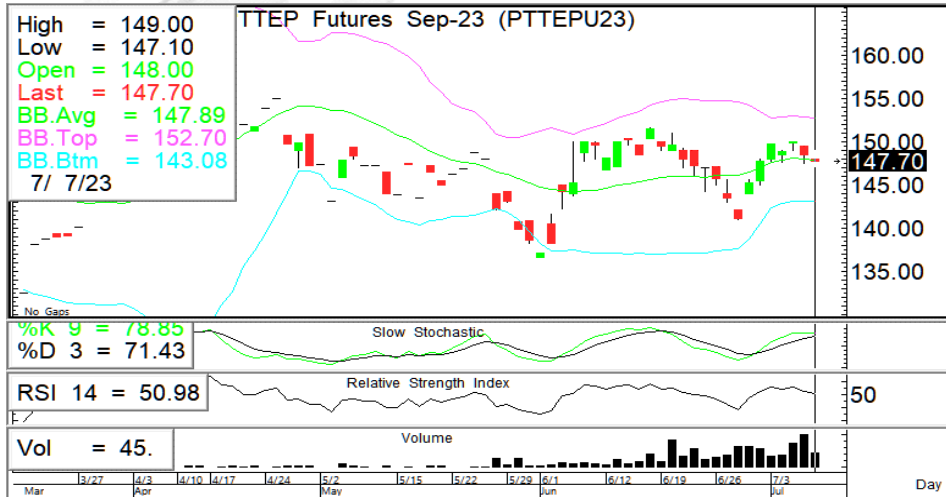 TTEP Futures Sep-23 (PTTEPU23)
High = 149.00
Low = 147.10
Open = 148.00
Last = 147.70
BB.Avg = 147.89
BB.Top = 152.70
BB.Btm = 143.08
7/ 7/23
160.00
155.00
150.00
147.70
145.00
140.00
135.00
No Gaps
%K 9 = 78.85
%D 3 = 71.43
Slow Stochastic
RSI 14 = 50.98
Relative Strength Index
50
Vol = 45.
Volume
3/27 4/3 4/10 4/17 4/24 5/2 5/15 5/22 5/29 6/1 6/12 6/19 6/26 7/3
Mar Apr May Jun Jul
Day